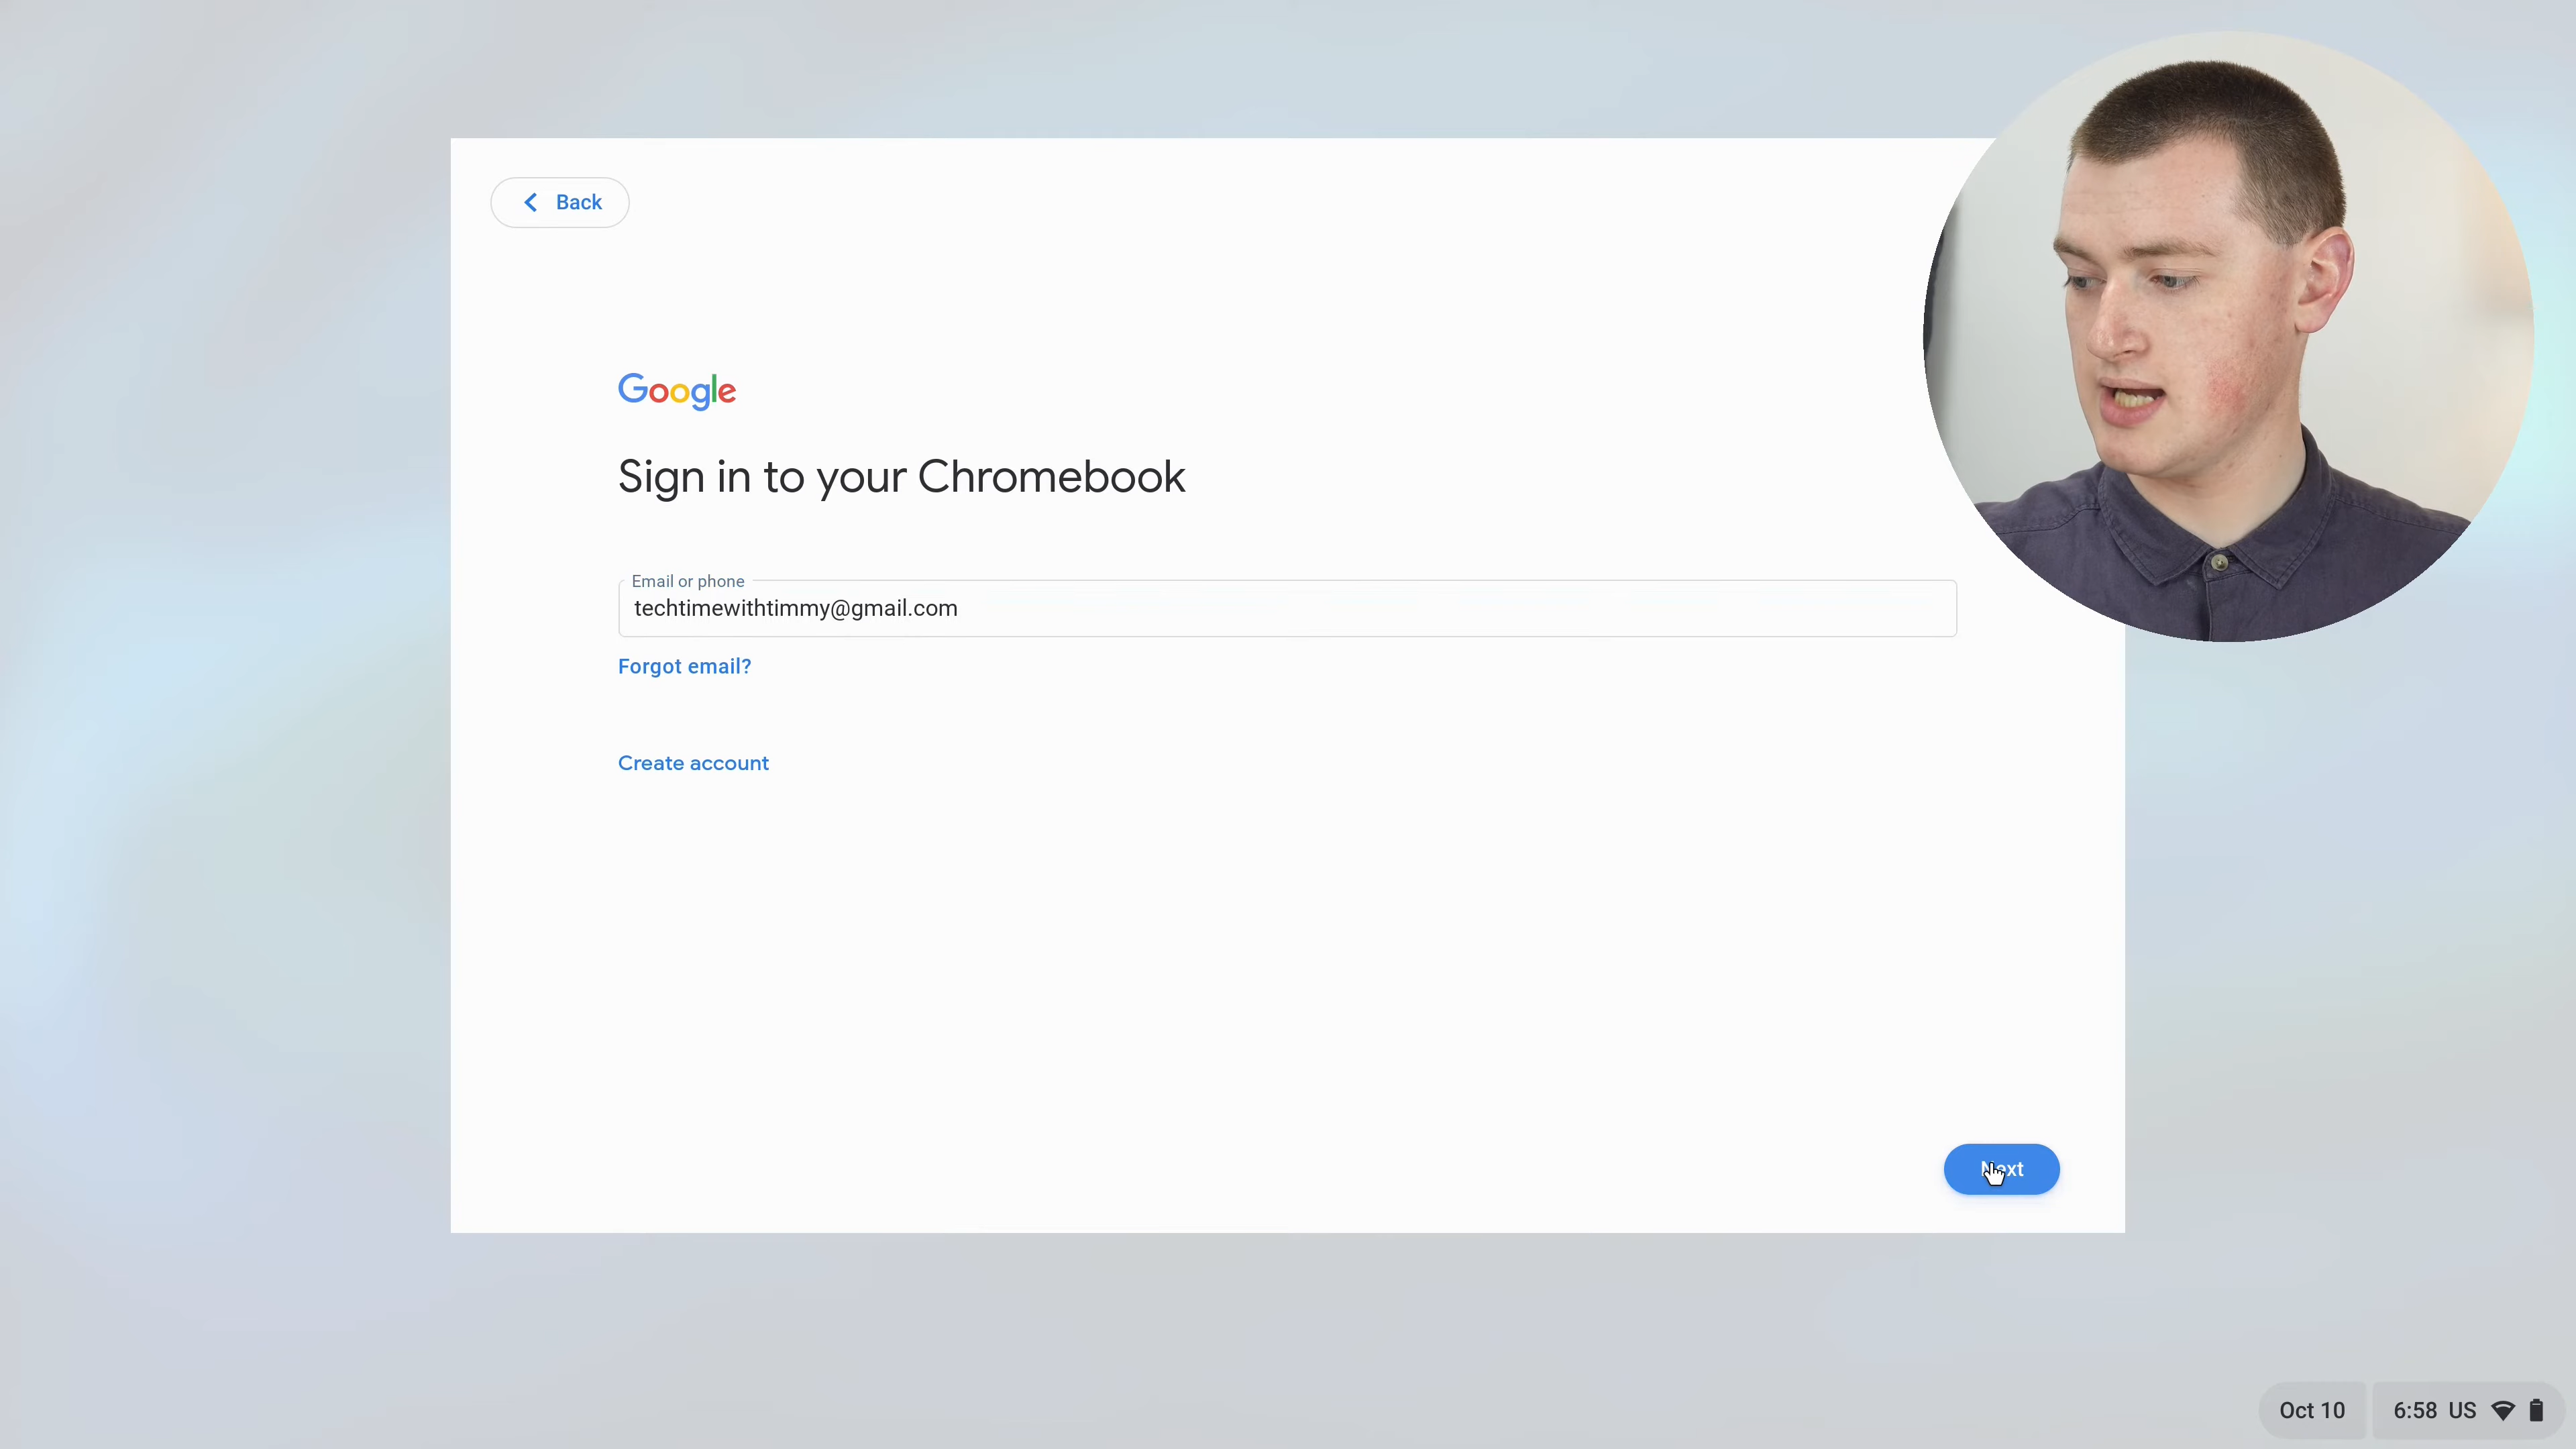 Back
Google
Sign in to your Chromebook
Email or phone
techtimewithtimmy@gmail.com
Forgot email?
Create account
Next
Oct 10
6:58 US